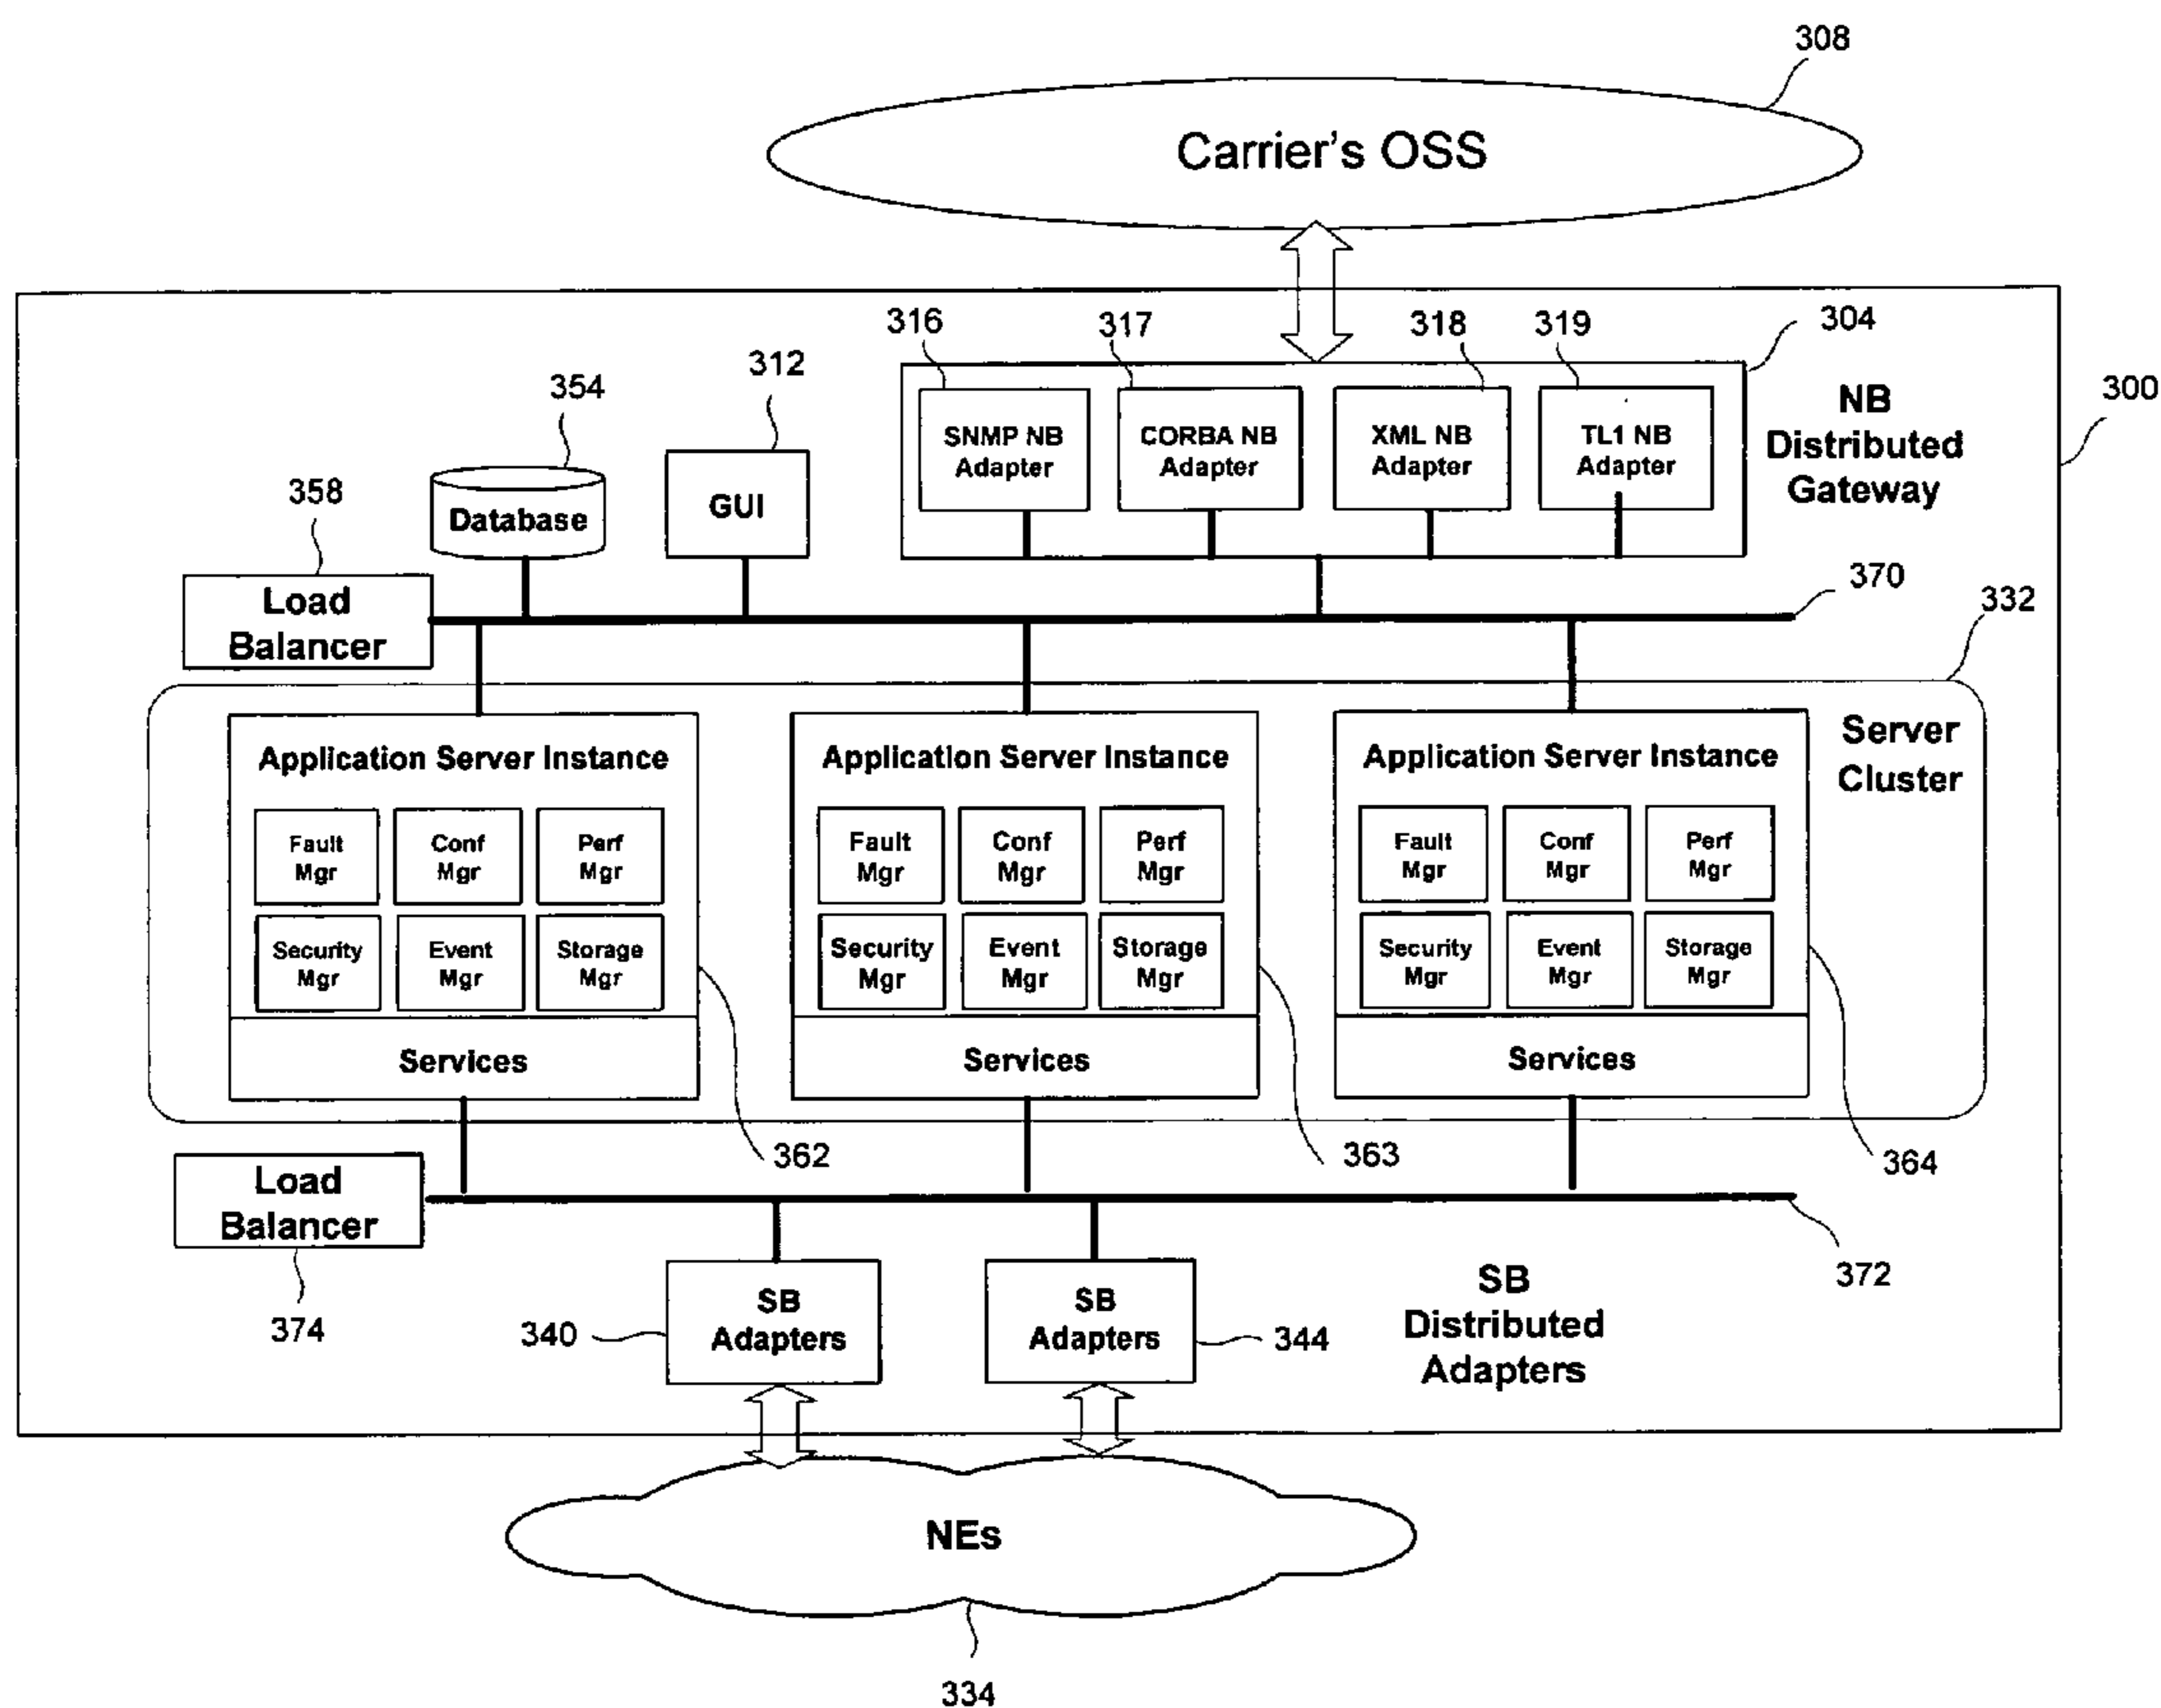 308
Carrier's OSS
316
317
318
319
304
312
354
300
358
SNMP NB
Adapter
CORBA NB
Adapter
XML NB
Adapter
TL1 NB
Adapter
NB
Distributed
Gateway
Database
GUI
370
332
Load
Balancer
Server
Cluster
Application Server Instance
Fault
Mgr
Conf
Mgr
Perf
Mgr
Security
Mgr
Event
Mgr
Storage
Mgr
Services
Application Server Instance
Fault
Mgr
Conf
Mgr
Perf
Mgr
Security
Mgr
Event
Mgr
Storage
Mgr
Services
Application Server Instance
Fault
Mgr
Conf
Mgr
Perf
Mgr
Security
Mgr
Event
Mgr
Storage
Mgr
Services
362
363
364
Load
Balancer
374
372
340
SB
Adapters
SB
Adapters
344
SB
Distributed
Adapters
NEs
334